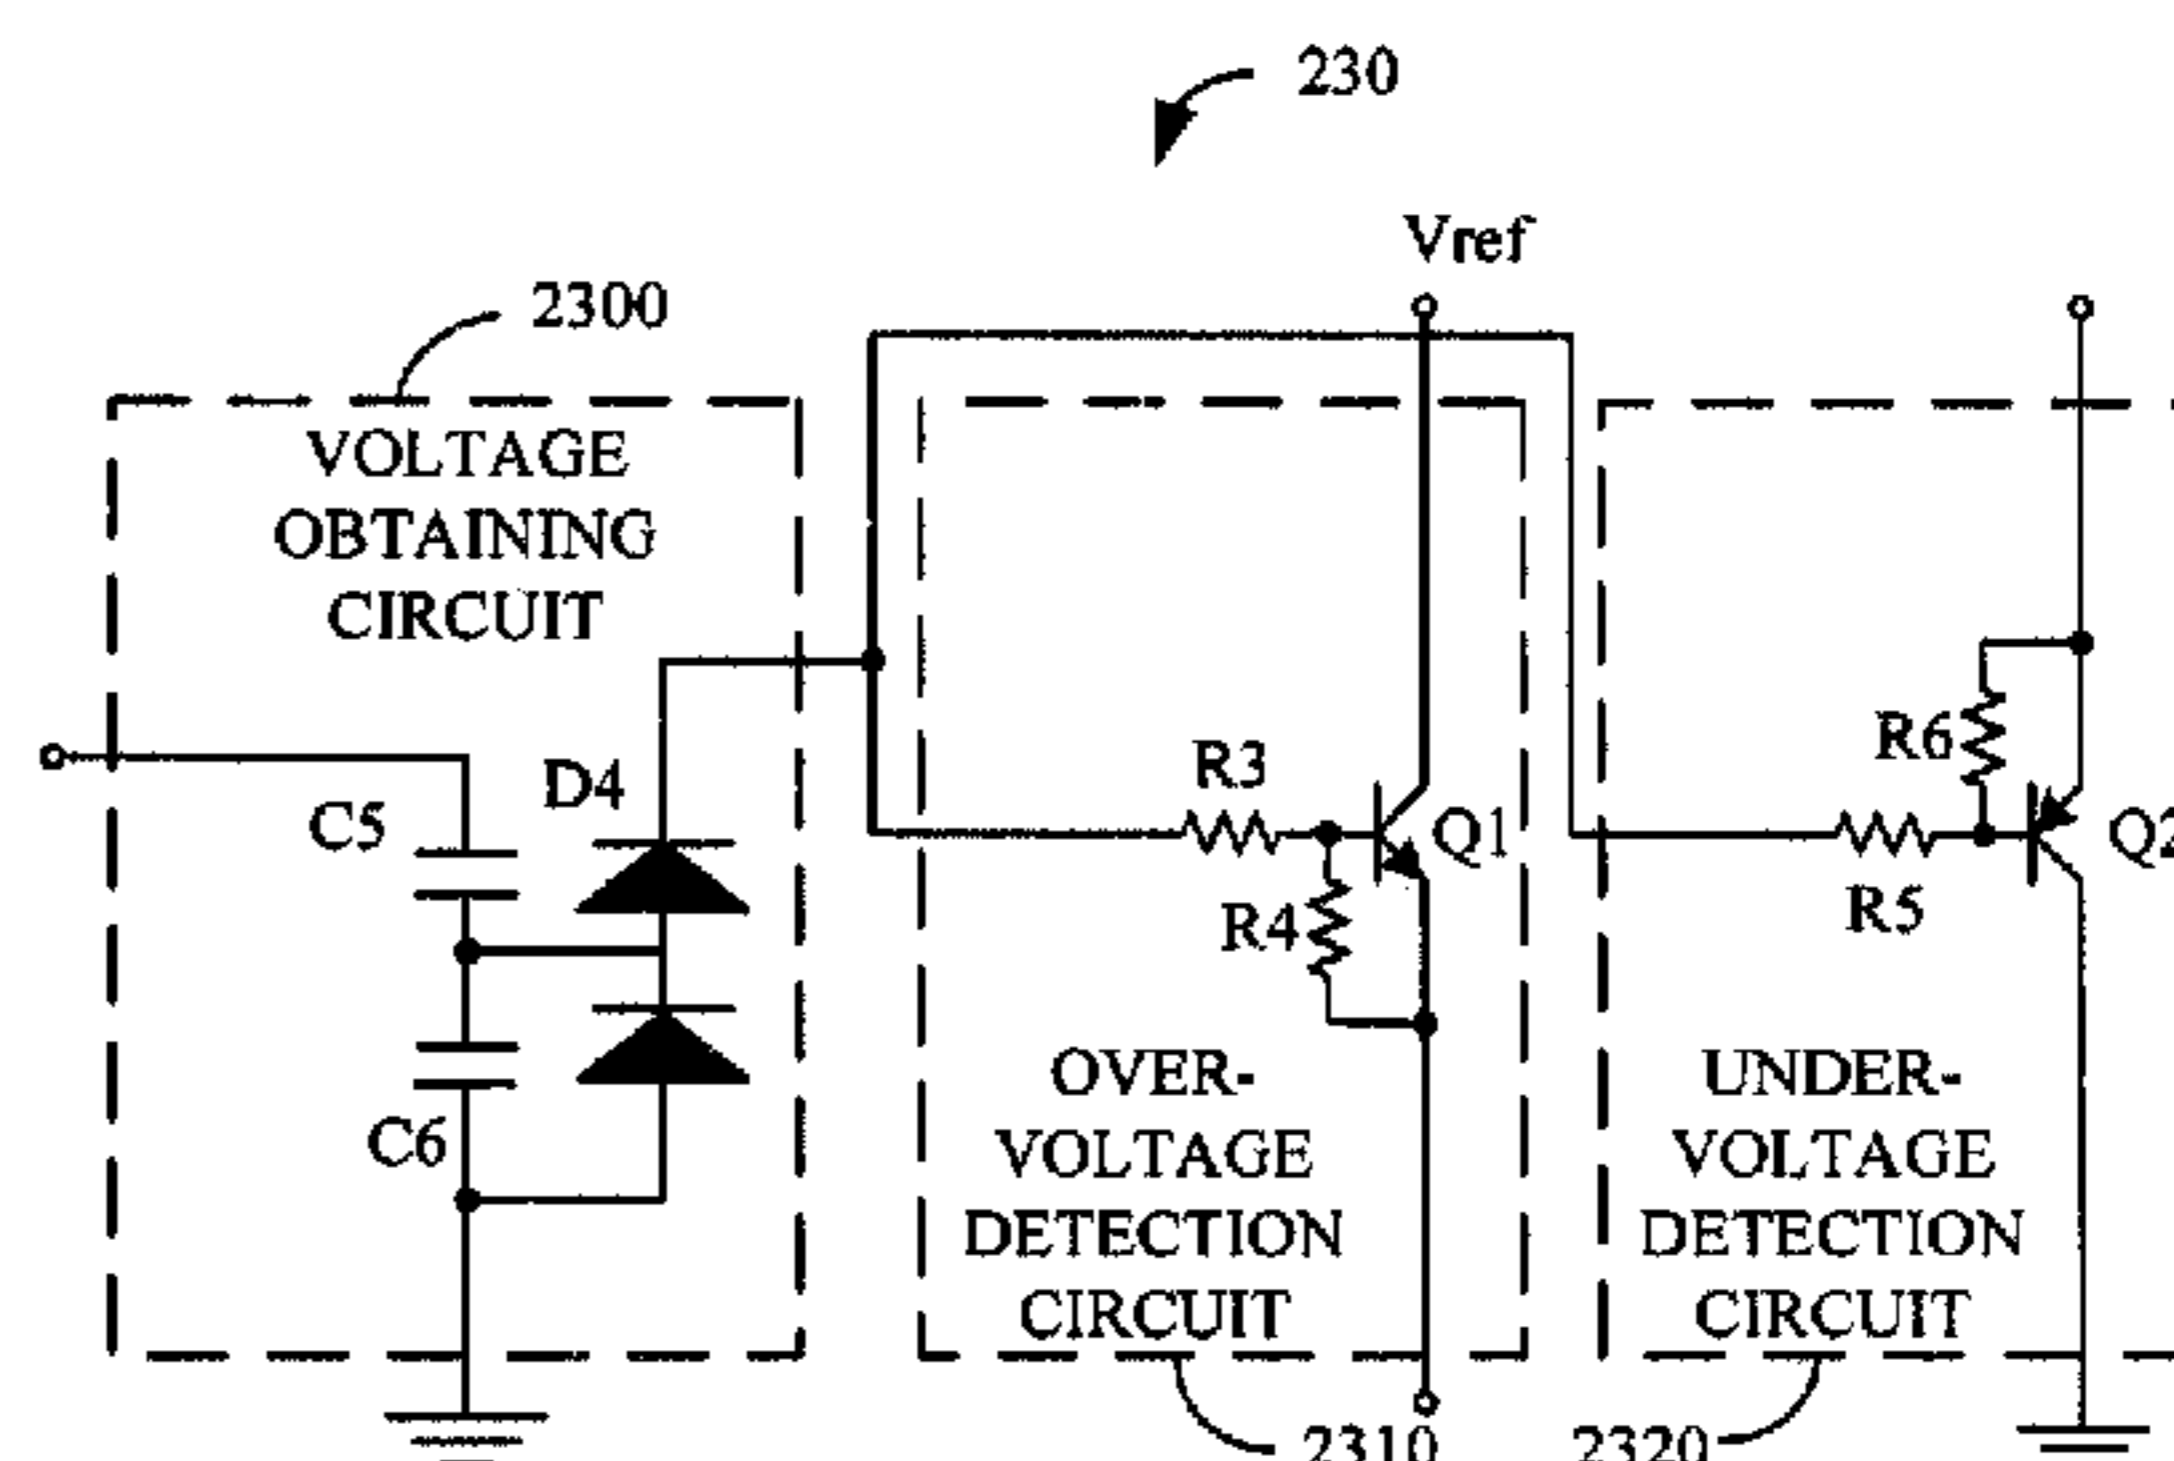 230
Vref
2300
VOLTAGE
OBTAINING
CIRCUIT
D4
C5
C6
R3
Q1
R4
OVER-
VOLTAGE
DETECTION
CIRCUIT
R6
Q2
R5
UNDER-
VOLTAGE
DETECTION
CIRCUIT
2310
2320